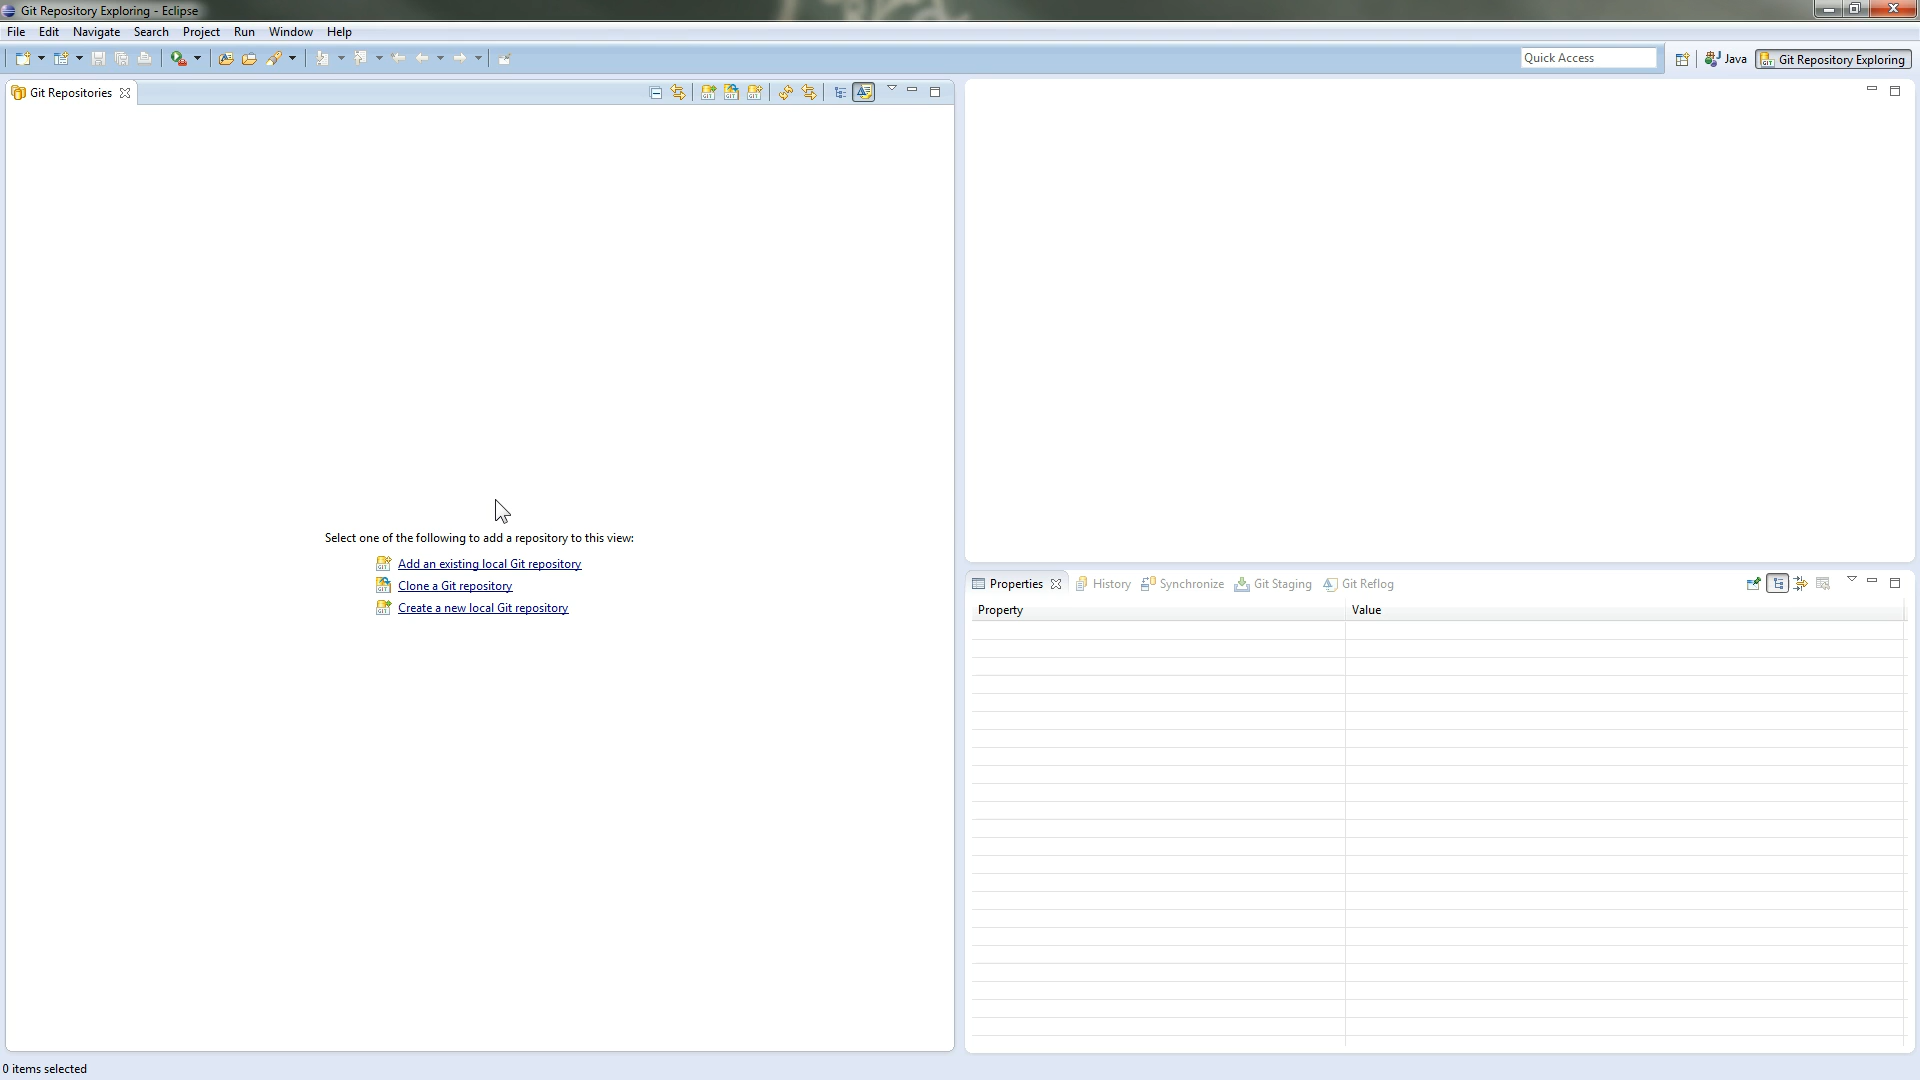 Git Repository Exploring - Eclipse
File Edit Navigate Search Project Run Window Help
Quick Access Java Git Repository Exploring
Git Repositories
Select one of the following to add a repository to this view:
Add an existing local Git repository
Clone a Git repository
Create a new local Git repository
Properties History Synchronize Git Staging Git Reflog
Property Value
0 items selected